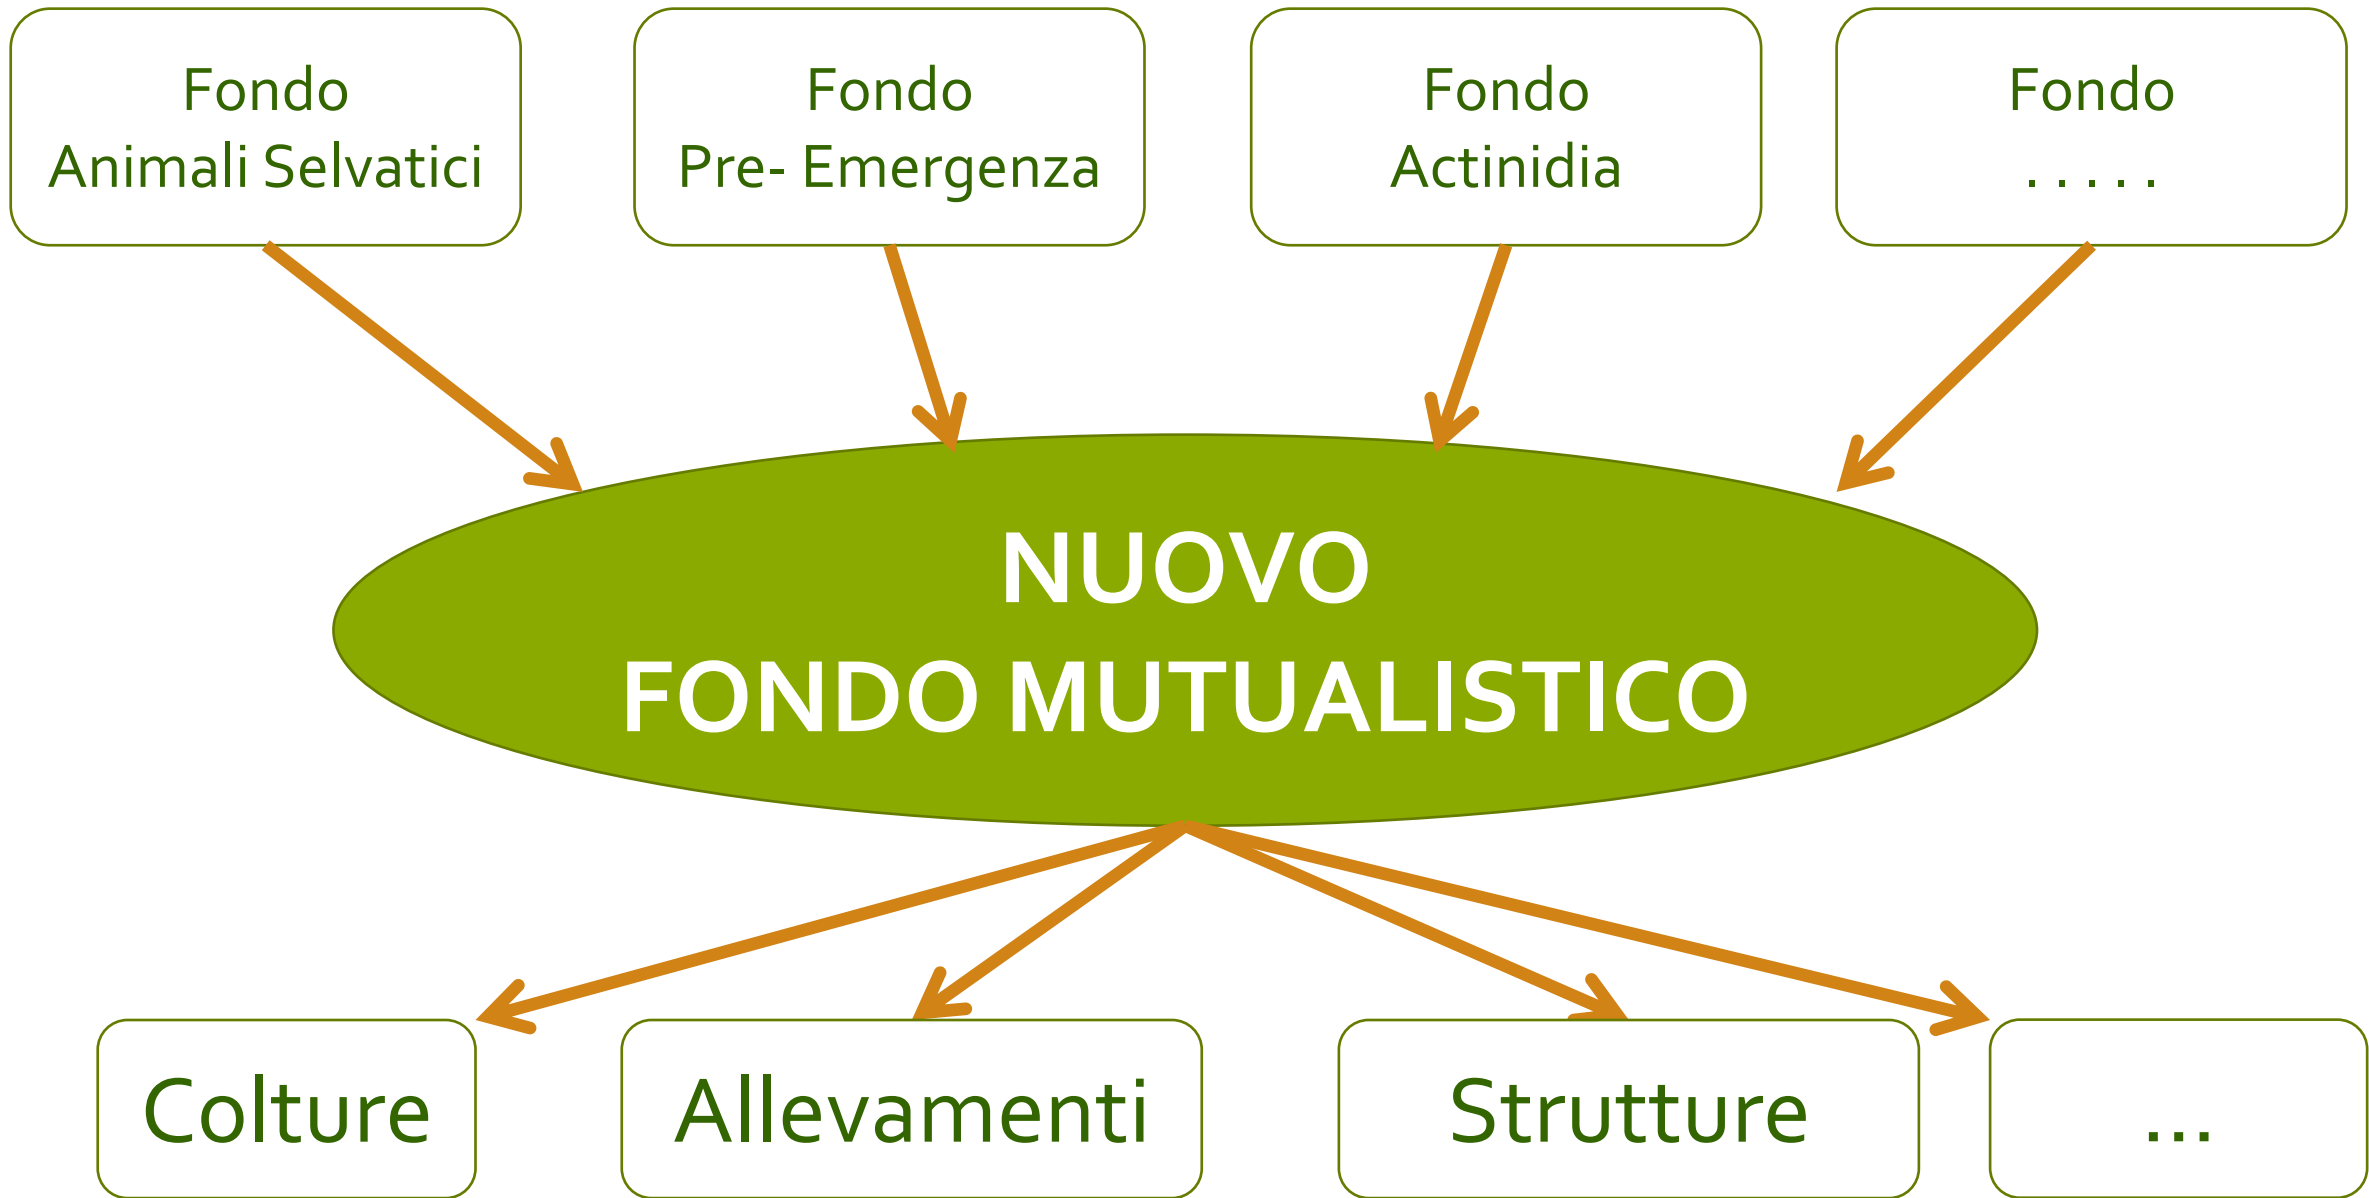 Fondo
Animali Selvatici
Fondo
Pre- Emergenza
Fondo
Actinidia
Fondo
. . . . .
NUOVO
FONDO MUTUALISTICO
Colture
Allevamenti
Strutture
...